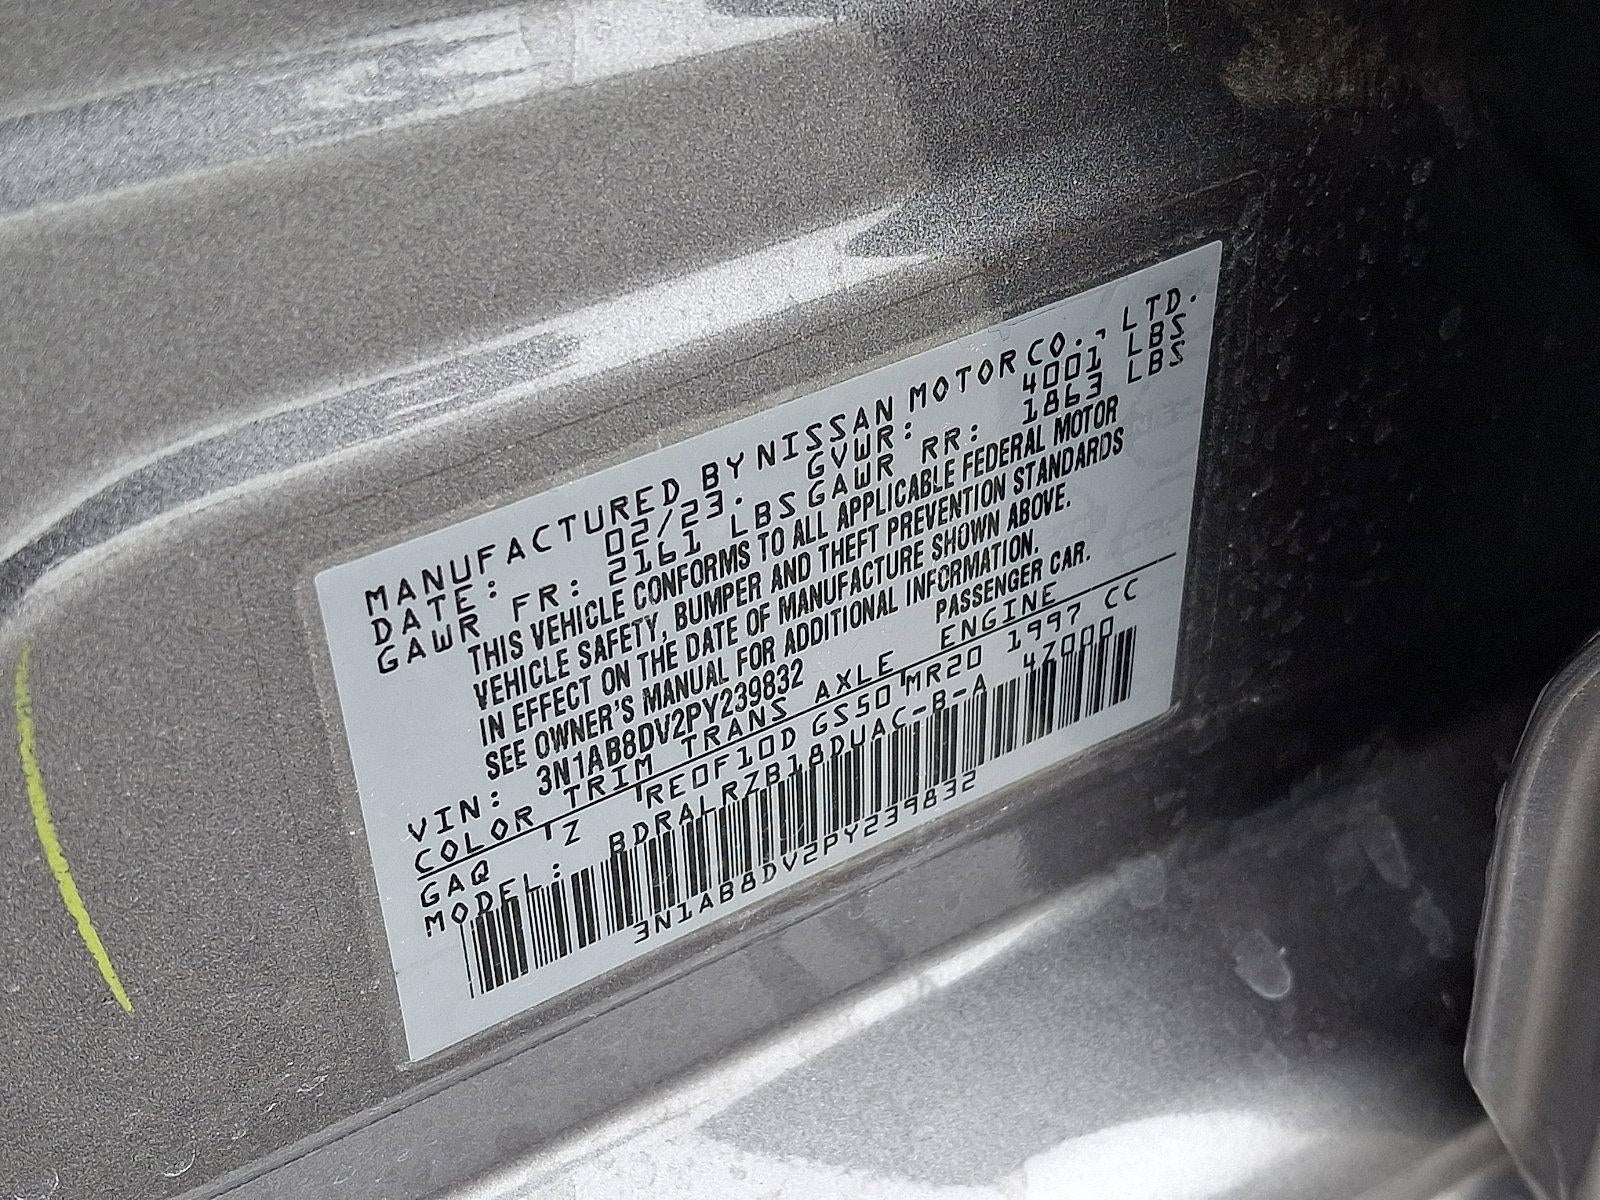 MANUFACTURED BY NISSAN MOTOR CO., LTD.
DATE: 02/23. GVWR: 4001 LBS
GAWR FR: 2161 LBS GAWR RR: 1863 LBS
THIS VEHICLE CONFORMS TO ALL APPLICABLE FEDERAL MOTOR
VEHICLE SAFETY, BUMPER AND THEFT PREVENTION STANDARDS
IN EFFECT ON THE DATE OF MANUFACTURE SHOWN ABOVE.
SEE OWNER'S MANUAL FOR ADDITIONAL INFORMATION.
VIN: 3N1AB8DV2PY239832 PASSENGER CAR.
COLOR TRIM TRANS AXLE ENGINE
GAQ Z RE0F10D GS50 MR20 1997 CC
MODEL: BDRALRZB18DUAC-B-A 47000
3N1AB8DV2PY239832